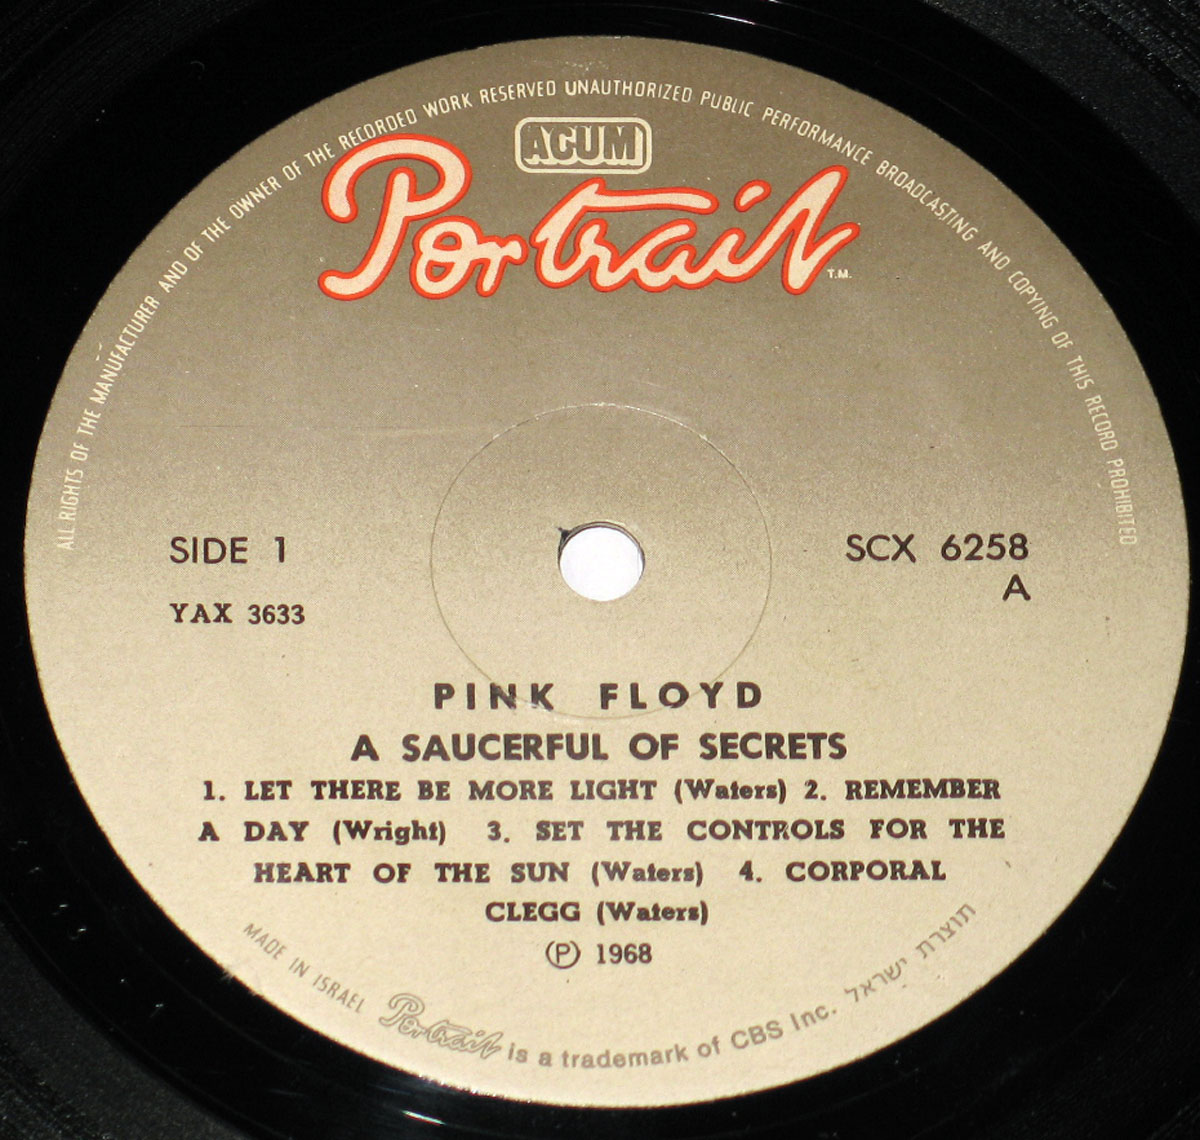 ALL RIGHTS OF THE MANUFACTURER AND OF THE OWNER OF THE RECORDED WORK RESERVED UNAUTHORIZED PUBLIC PERFORMANCE BROADCASTING AND COPYING OF THIS RECORD PROHIBITED
ACUM
Portrait T.M.
SIDE 1
SCX 6258
A
YAX 3633
PINK FLOYD
A SAUCERFUL OF SECRETS
1. LET THERE BE MORE LIGHT (Waters) 2. REMEMBER
A DAY (Wright) 3. SET THE CONTROLS FOR THE
HEART OF THE SUN (Waters) 4. CORPORAL
CLEGG (Waters)
Ⓟ 1968
MADE IN ISRAEL Portrait is a trademark of CBS Inc. תוצרת ישראל